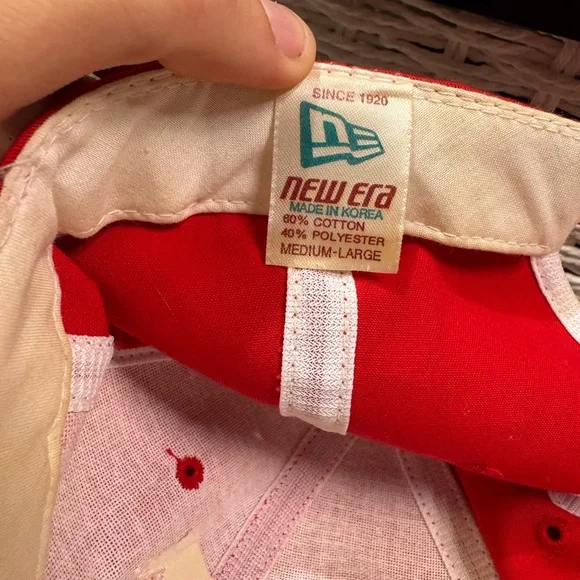 SINCE 1920
new era
MADE IN KOREA
60% COTTON
40% POLYESTER
MEDIUM-LARGE